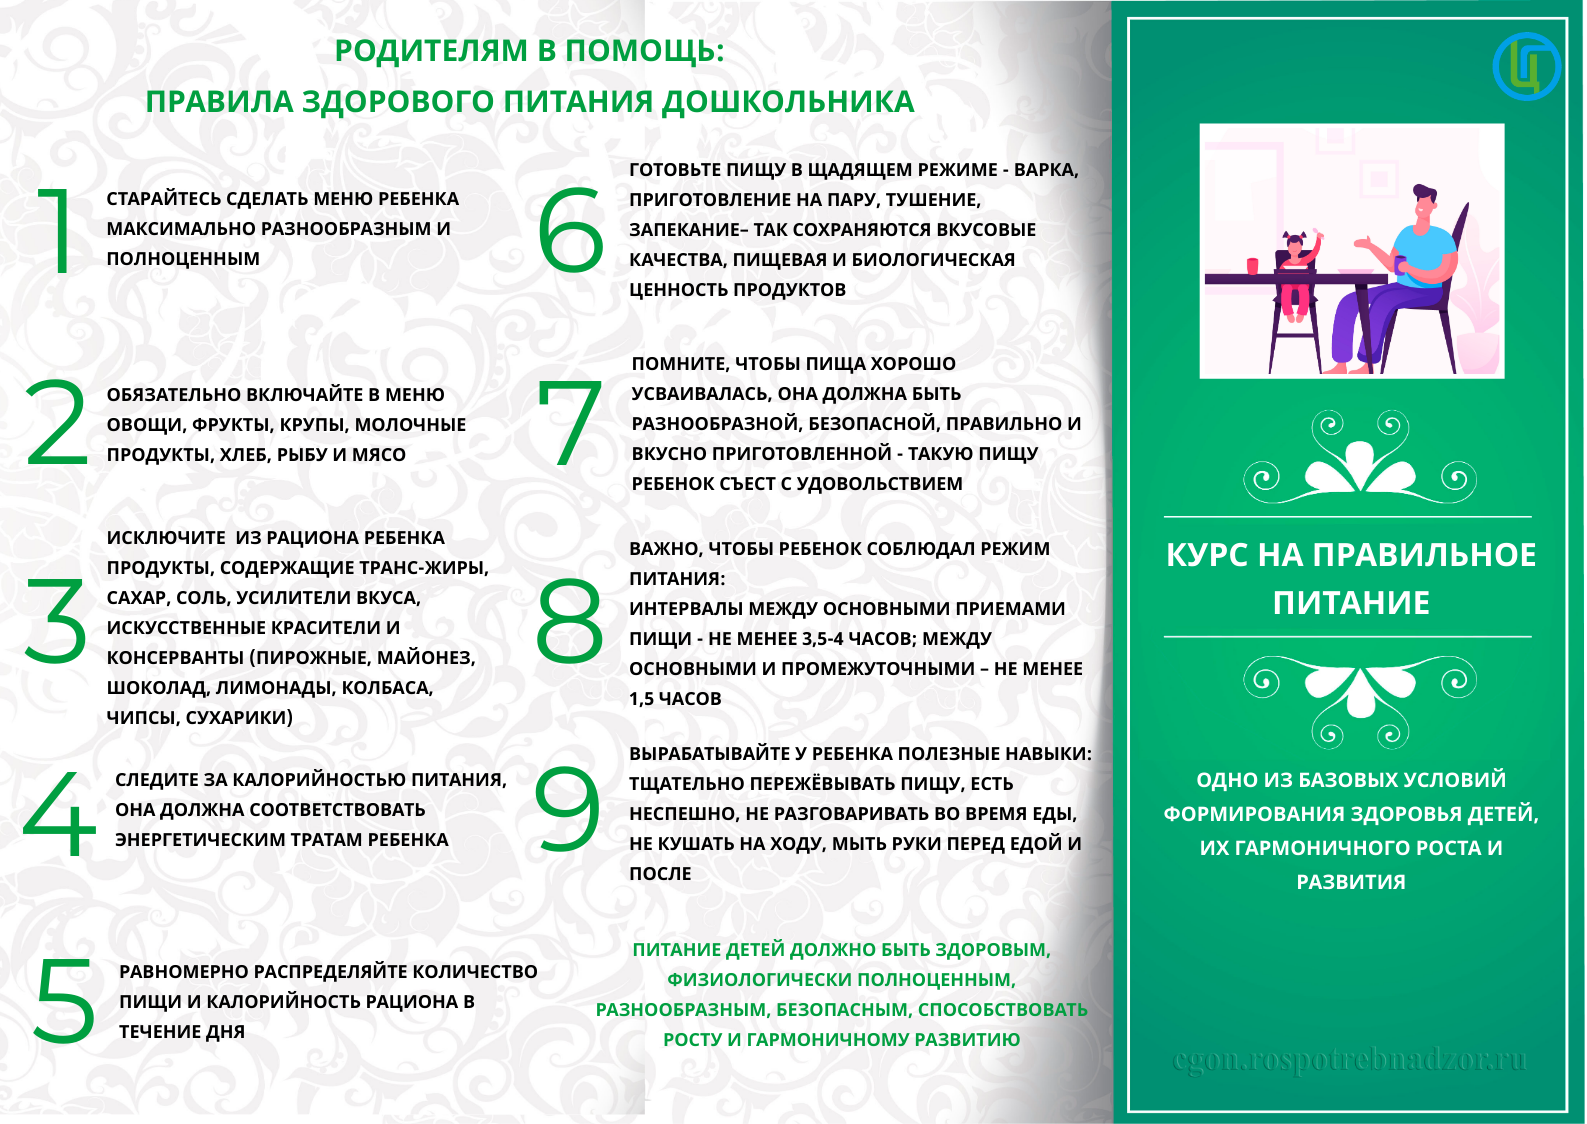 РОДИТЕЛЯМ В ПОМОЩЬ:
ПРАВИЛА ЗДОРОВОГО ПИТАНИЯ ДОШКОЛЬНИКА
1
СТАРАЙТЕСЬ СДЕЛАТЬ МЕНЮ РЕБЕНКА
МАКСИМАЛЬНО РАЗНООБРАЗНЫМ И
ПОЛНОЦЕННЫМ
2
ОБЯЗАТЕЛЬНО ВКЛЮЧАЙТЕ В МЕНЮ
ОВОЩИ, ФРУКТЫ, КРУПЫ, МОЛОЧНЫЕ
ПРОДУКТЫ, ХЛЕБ, РЫБУ И МЯСО
3
ИСКЛЮЧИТЕ  ИЗ РАЦИОНА РЕБЕНКА
ПРОДУКТЫ, СОДЕРЖАЩИЕ ТРАНС-ЖИРЫ,
САХАР, СОЛЬ, УСИЛИТЕЛИ ВКУСА,
ИСКУССТВЕННЫЕ КРАСИТЕЛИ И
КОНСЕРВАНТЫ (ПИРОЖНЫЕ, МАЙОНЕЗ,
ШОКОЛАД, ЛИМОНАДЫ, КОЛБАСА,
ЧИПСЫ, СУХАРИКИ)
4
СЛЕДИТЕ ЗА КАЛОРИЙНОСТЬЮ ПИТАНИЯ,
ОНА ДОЛЖНА СООТВЕТСТВОВАТЬ
ЭНЕРГЕТИЧЕСКИМ ТРАТАМ РЕБЕНКА
5
РАВНОМЕРНО РАСПРЕДЕЛЯЙТЕ КОЛИЧЕСТВО
ПИЩИ И КАЛОРИЙНОСТЬ РАЦИОНА В
ТЕЧЕНИЕ ДНЯ
6
ГОТОВЬТЕ ПИЩУ В ЩАДЯЩЕМ РЕЖИМЕ - ВАРКА,
ПРИГОТОВЛЕНИЕ НА ПАРУ, ТУШЕНИЕ,
ЗАПЕКАНИЕ– ТАК СОХРАНЯЮТСЯ ВКУСОВЫЕ
КАЧЕСТВА, ПИЩЕВАЯ И БИОЛОГИЧЕСКАЯ
ЦЕННОСТЬ ПРОДУКТОВ
7
ПОМНИТЕ, ЧТОБЫ ПИЩА ХОРОШО
УСВАИВАЛАСЬ, ОНА ДОЛЖНА БЫТЬ
РАЗНООБРАЗНОЙ, БЕЗОПАСНОЙ, ПРАВИЛЬНО И
ВКУСНО ПРИГОТОВЛЕННОЙ - ТАКУЮ ПИЩУ
РЕБЕНОК СЪЕСТ С УДОВОЛЬСТВИЕМ
8
ВАЖНО, ЧТОБЫ РЕБЕНОК СОБЛЮДАЛ РЕЖИМ
ПИТАНИЯ:
ИНТЕРВАЛЫ МЕЖДУ ОСНОВНЫМИ ПРИЕМАМИ
ПИЩИ - НЕ МЕНЕЕ 3,5-4 ЧАСОВ; МЕЖДУ
ОСНОВНЫМИ И ПРОМЕЖУТОЧНЫМИ – НЕ МЕНЕЕ
1,5 ЧАСОВ
9
ВЫРАБАТЫВАЙТЕ У РЕБЕНКА ПОЛЕЗНЫЕ НАВЫКИ:
ТЩАТЕЛЬНО ПЕРЕЖЁВЫВАТЬ ПИЩУ, ЕСТЬ
НЕСПЕШНО, НЕ РАЗГОВАРИВАТЬ ВО ВРЕМЯ ЕДЫ,
НЕ КУШАТЬ НА ХОДУ, МЫТЬ РУКИ ПЕРЕД ЕДОЙ И
ПОСЛЕ
ПИТАНИЕ ДЕТЕЙ ДОЛЖНО БЫТЬ ЗДОРОВЫМ,
ФИЗИОЛОГИЧЕСКИ ПОЛНОЦЕННЫМ,
РАЗНООБРАЗНЫМ, БЕЗОПАСНЫМ, СПОСОБСТВОВАТЬ
РОСТУ И ГАРМОНИЧНОМУ РАЗВИТИЮ
КУРС НА ПРАВИЛЬНОЕ
ПИТАНИЕ
ОДНО ИЗ БАЗОВЫХ УСЛОВИЙ
ФОРМИРОВАНИЯ ЗДОРОВЬЯ ДЕТЕЙ,
ИХ ГАРМОНИЧНОГО РОСТА И
РАЗВИТИЯ
cgon.rospotrebnadzor.ru